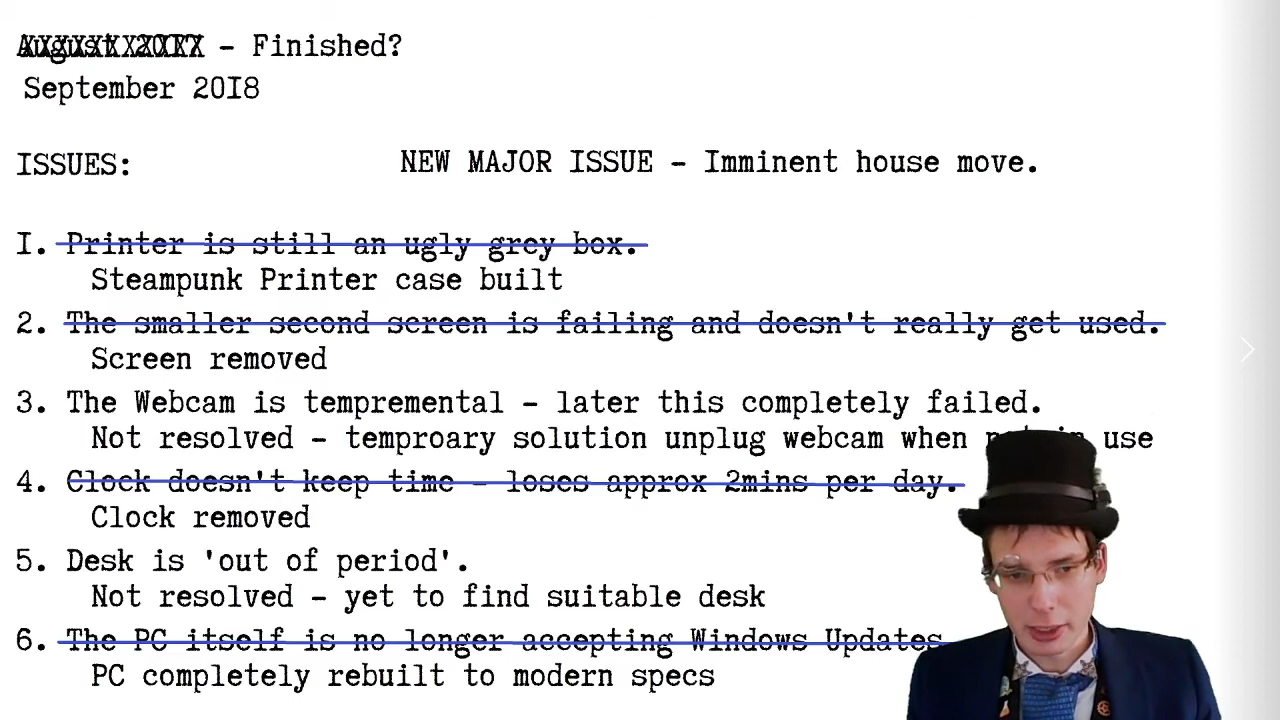 August 2017 – Finished?
September 20I8
ISSUES:
NEW MAJOR ISSUE – Imminent house move.
I. Printer is still an ugly grey box.
Steampunk Printer case built
2. The smaller second screen is failing and doesn't really get used.
Screen removed
3. The Webcam is tempremental – later this completely failed.
Not resolved – temproary solution unplug webcam when use
4. Clock doesn't keep time – loses approx 2mins per day.
Clock removed
5. Desk is 'out of period'.
Not resolved – yet to find suitable desk
6. The PC itself is no longer accepting Windows Updates
PC completely rebuilt to modern specs